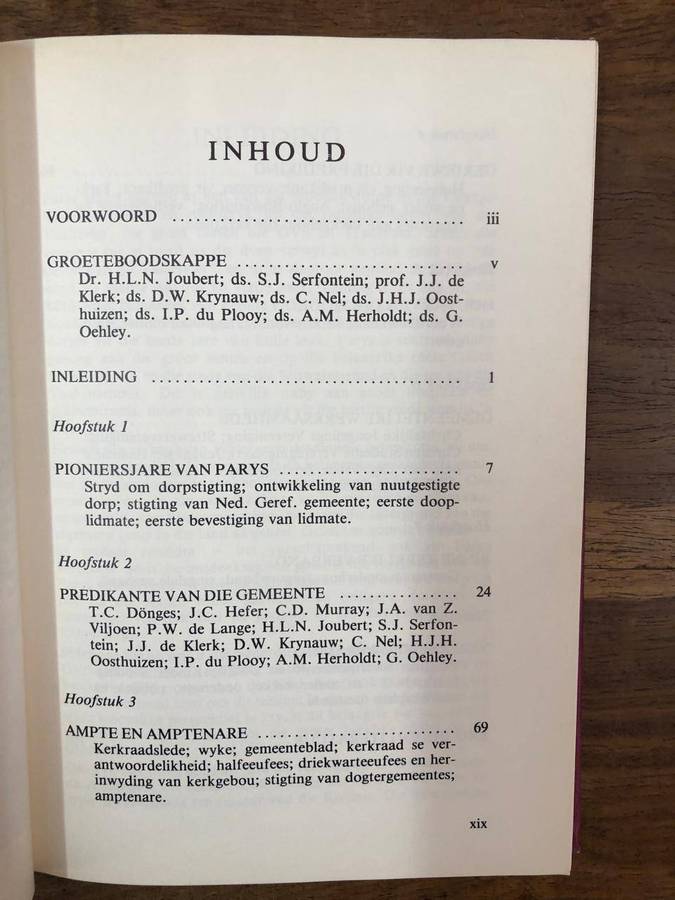 INHOUD
VOORWOORD .................................... iii
GROETEBOODSKAPPE ............................ v
Dr. H.L.N. Joubert; ds. S.J. Serfontein; prof. J.J. de
Klerk; ds. D.W. Krynauw; ds. C. Nel; ds. J.H.J. Oost-
huizen; ds. I.P. du Plooy; ds. A.M. Herholdt; ds. G.
Oehley.
INLEIDING ...................................... 1
Hoofstuk 1
PIONIERSJARE VAN PARYS ...................... 7
Stryd om dorpstigting; ontwikkeling van nuutgestigte
dorp; stigting van Ned. Geref. gemeente; eerste doop-
lidmate; eerste bevestiging van lidmate.
Hoofstuk 2
PREDIKANTE VAN DIE GEMEENTE ................ 24
T.C. Dönges; J.C. Hefer; C.D. Murray; J.A. van Z.
Viljoen; P.W. de Lange; H.L.N. Joubert; S.J. Serfon-
tein; J.J. de Klerk; D.W. Krynauw; C. Nel; H.J.H.
Oosthuizen; I.P. du Plooy; A.M. Herholdt; G. Oehley.
Hoofstuk 3
AMPTE EN AMPTENARE .......................... 69
Kerkraadslede; wyke; gemeenteblad; kerkraad se ver-
antwoordelikheid; halfeeufees; driekwarteeufees en her-
inwyding van kerkgebou; stigting van dogtergemeentes;
amptenare.
xix